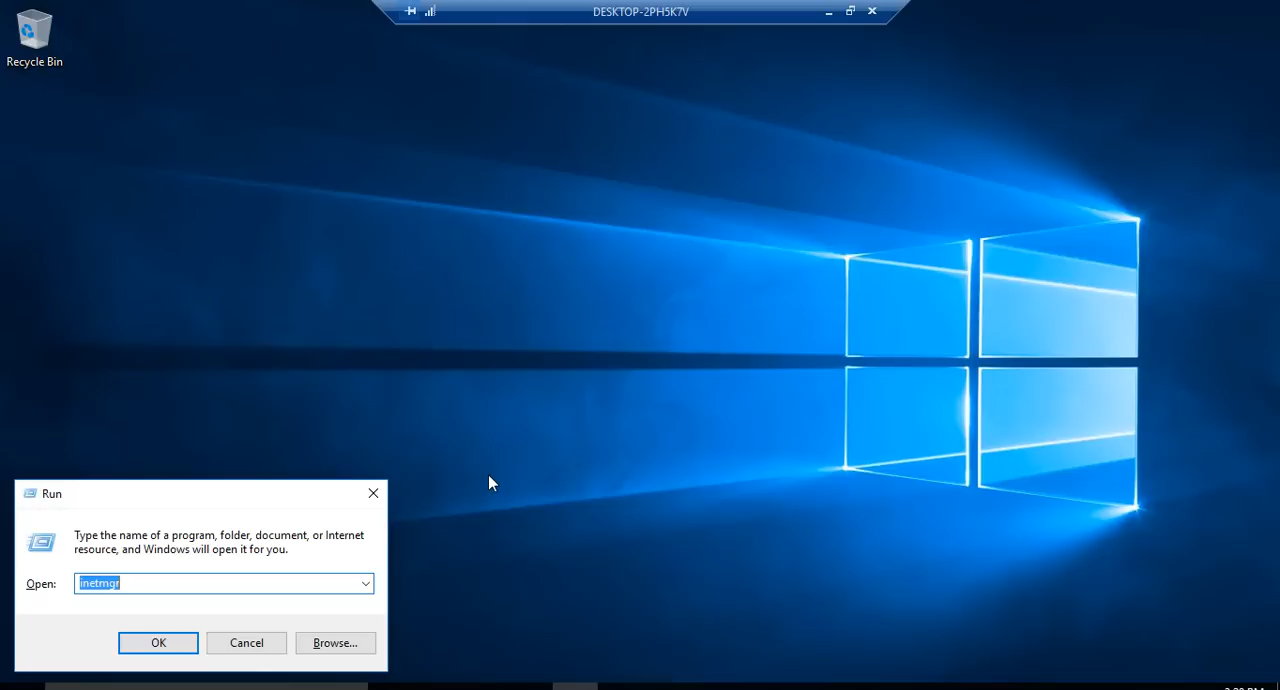 DESKTOP-2PH5K7V
Recycle Bin
Run
Type the name of a program, folder, document, or Internet
resource, and Windows will open it for you.
Open:
inetmgr
OK
Cancel
Browse...